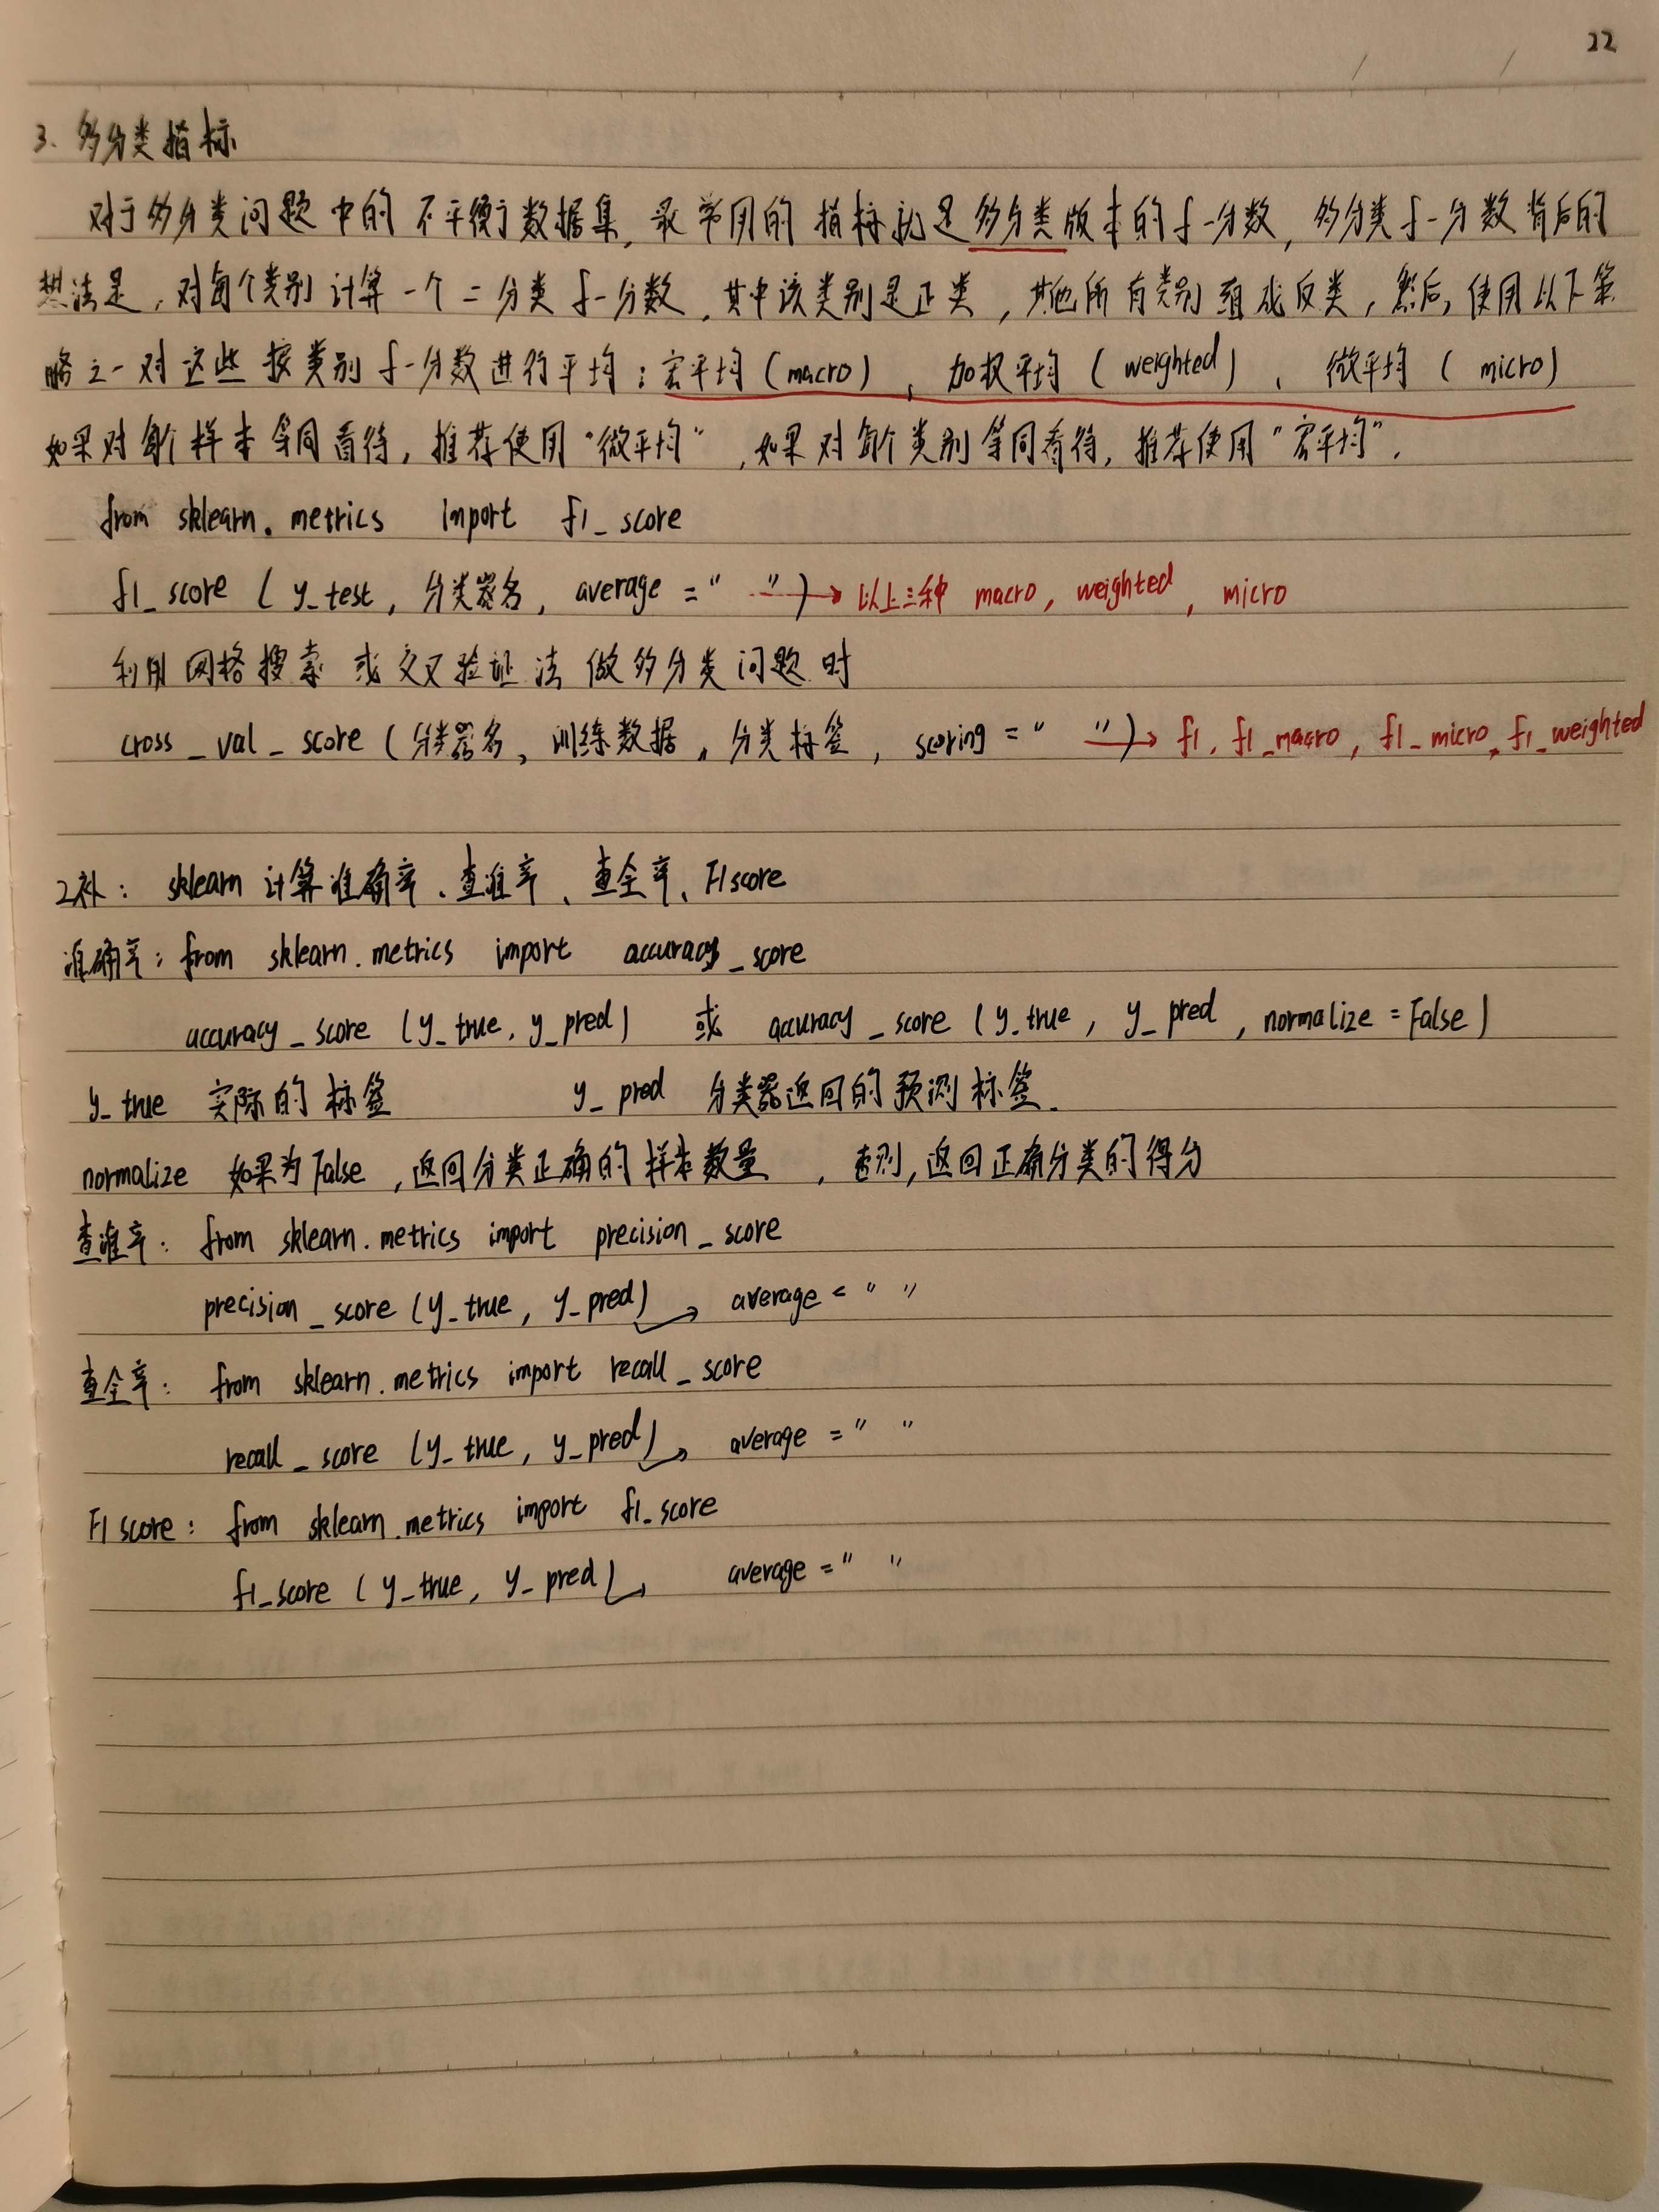 22
3. 多分类指标
对于多分类问题中的不平衡数据集, 最常用的指标就是多分类版本的f-分数, 多分类f-分数背后的
想法是, 对每个类别计算一个二分类f-分数, 其中该类别是正类, 其他所有类别组成反类, 然后, 使用以下策
略之一对这些按类别f-分数进行平均: 宏平均 (macro) , 加权平均 ( weighted ) 、 微平均 ( micro )
如果对每个样本等同看待, 推荐使用 "微平均" , 如果对每个类别等同看待, 推荐使用 "宏平均".
from sklearn.metrics import f1_score
f1_score ( y_test, 分类器名, average = " ") → 以上三种 macro, weighted, micro
利用网格搜索或交叉验证法做多分类问题时
cross_val_score (分类器名, 训练数据, 分类标签, scoring = " ") → f1, f1_macro, f1_micro, f1_weighted
2补: sklearn 计算准确率、查准率、查全率、F1score
准确率: from sklearn.metrics import accuracy_score
accuracy_score (y_true, y_pred) 或 accuracy_score (y_true, y_pred, normalize = False)
y_true 实际的标签 y_pred 分类器返回的预测标签.
normalize 如果为False, 返回分类正确的样本数量 , 否则, 返回正确分类的得分
查准率: from sklearn.metrics import precision_score
precision_score (y_true, y_pred) → average = " "
查全率: from sklearn.metrics import recall_score
recall_score (y_true, y_pred) → average = " "
F1 score: from sklearn.metrics import f1_score
f1_score (y_true, y_pred) → average = " "